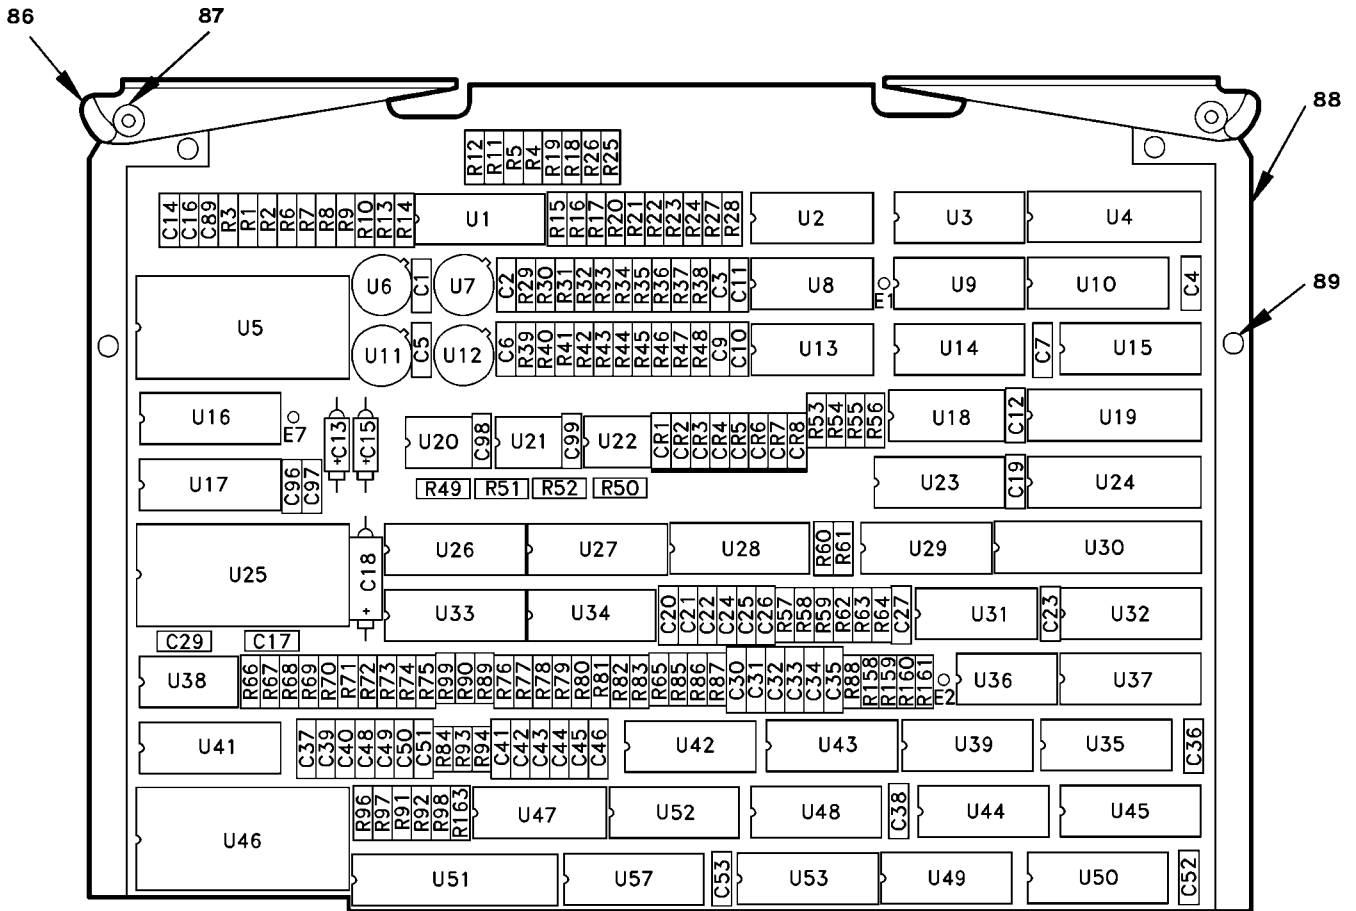 86 87
88
89
R12 R11 R5 R4 R19 R18 R26 R25
C14 C16 C89 R3 R1 R2 R6 R7 R8 R9 R10 R13 R14 U1 R15 R16 R17 R20 R21 R22 R23 R24 R27 R28 U2 U3 U4
U5 U6 C1 U7 C2 R29 R30 R31 R32 R33 R34 R35 R36 R37 R38 C3 C11 U8 E1 U9 U10 C4
U11 C5 U12 C6 R39 R40 R41 R42 R43 R44 R45 R46 R47 R48 C9 C10 U13 U14 C7 U15
U16 E7 +C13 +C15 U20 C98 U21 C99 U22 CR1 CR2 CR3 CR4 CR5 CR6 CR7 CR8 R53 R54 R55 R56 U18 C12 U19
U17 C96 C97 R49 R51 R52 R50 U23 C19 U24
U25 + C18 U26 U27 U28 R60 R61 U29 U30
U33 U34 C20 C21 C22 C24 C25 C26 R57 R58 R59 R62 R63 R64 C27 U31 C23 U32
C29 C17
U38 R66 R67 R68 R69 R70 R71 R72 R73 R74 R75 R99 R90 R89 R76 R77 R78 R79 R80 R81 R82 R83 R65 R85 R86 R87 C30 C31 C32 C33 C34 C35 R88 R158 R159 R160 R161 E2 U36 U37
U41 C37 C39 C40 C48 C49 C50 C51 R84 R93 R94 C41 C42 C43 C44 C45 C46 U42 U43 U39 U35 C36
U46 R96 R97 R91 R92 R98 R163 U47 U52 U48 C38 U44 U45
U51 U57 C53 U53 U49 U50 C52